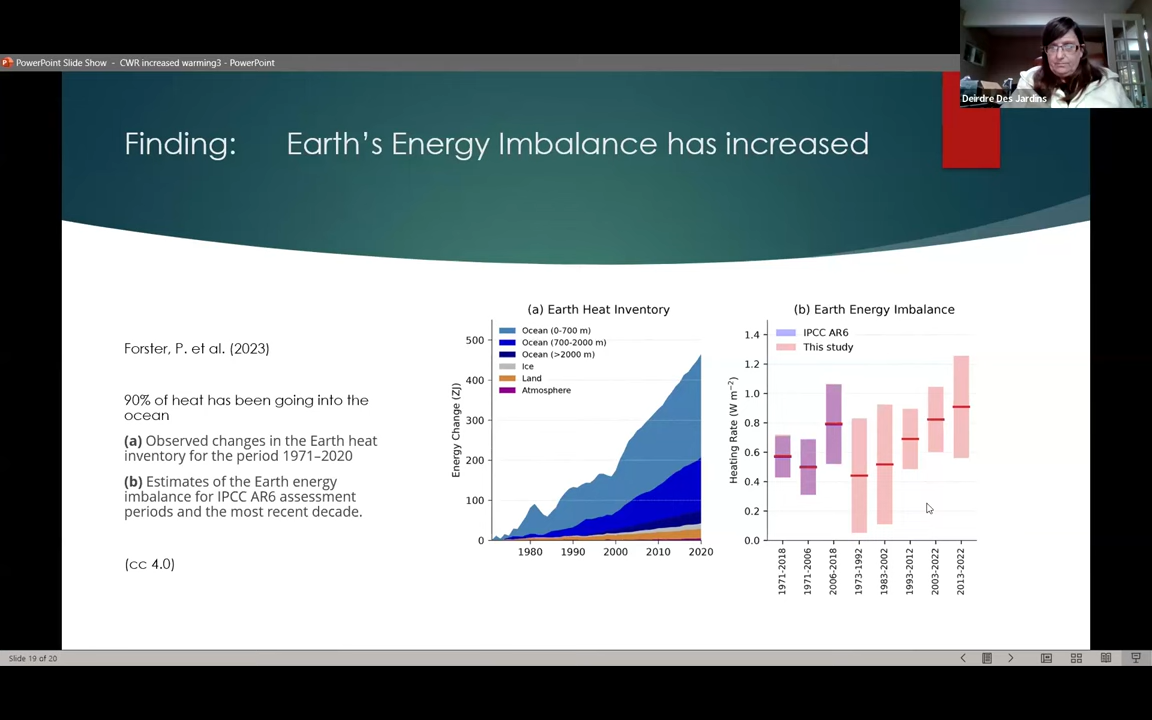 PowerPoint Slide Show - CWR increased warming3 - PowerPoint
Deirdre Des Jardins
Finding: Earth's Energy Imbalance has increased
Forster, P. et al. (2023)
90% of heat has been going into the
ocean
(a) Observed changes in the Earth heat
inventory for the period 1971–2020
(b) Estimates of the Earth energy
imbalance for IPCC AR6 assessment
periods and the most recent decade.
(cc 4.0)
(a) Earth Heat Inventory
Ocean (0-700 m)
Ocean (700-2000 m)
Ocean (>2000 m)
Ice
Land
Atmosphere
Energy Change (ZJ)
500
400
300
200
100
0
1980 1990 2000 2010 2020
(b) Earth Energy Imbalance
IPCC AR6
This study
Heating Rate (W m⁻²)
1.4
1.2
1.0
0.8
0.6
0.4
0.2
0.0
1971-2018
1971-2006
2006-2018
1973-1992
1983-2002
1993-2012
2003-2022
2013-2022
Slide 19 of 20